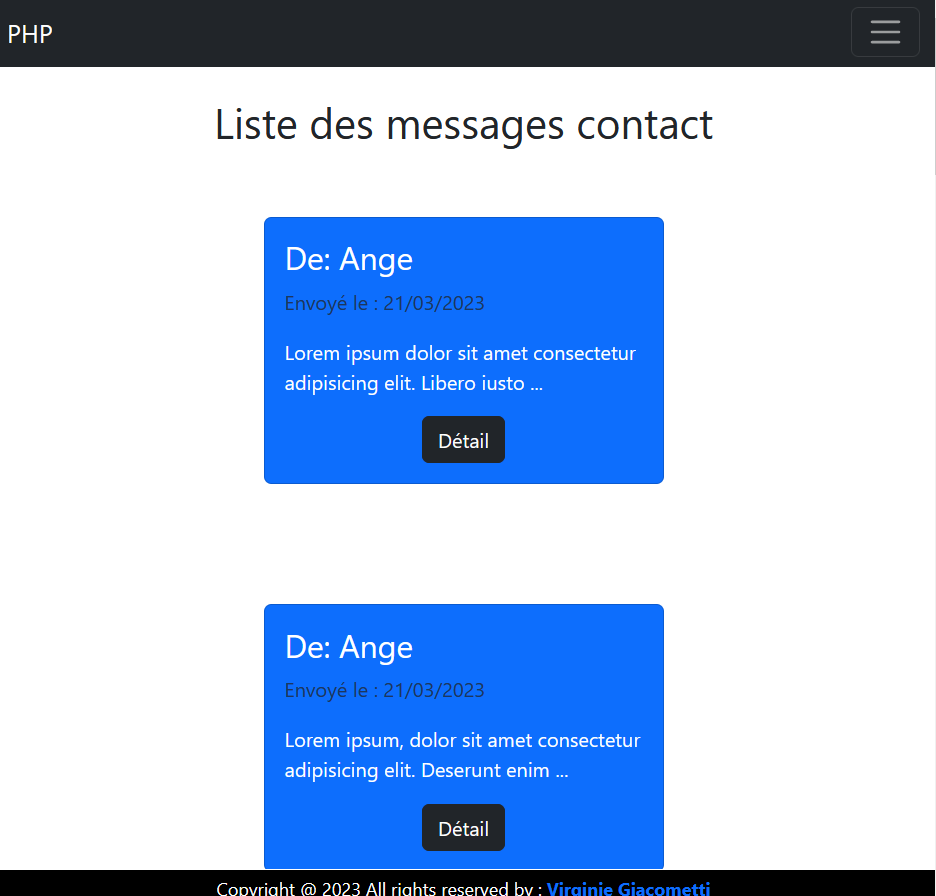 PHP
Liste des messages contact
De: Ange
Envoyé le : 21/03/2023
Lorem ipsum dolor sit amet consectetur
adipisicing elit. Libero iusto ...
Détail
De: Ange
Envoyé le : 21/03/2023
Lorem ipsum, dolor sit amet consectetur
adipisicing elit. Deserunt enim ...
Détail
Copyright @ 2023 All rights reserved by : Virginie Giacometti